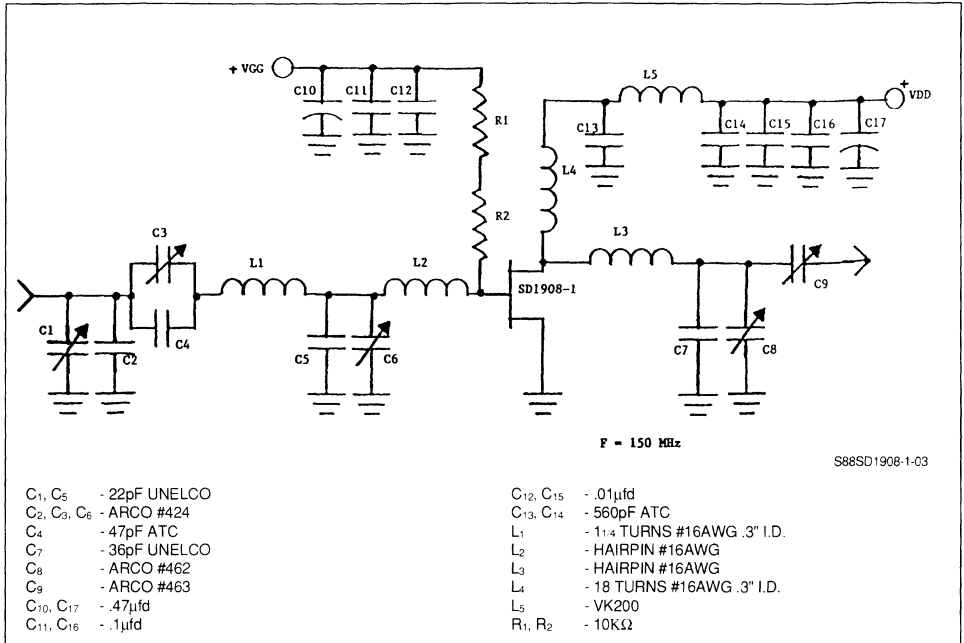 + VGG
C10
C11
C12
R1
L5
+
VDD
C13
C14
C15
C16
C17
L4
R2
C3
L1
L2
L3
SD1908-1
C9
C1
C2
C4
C5
C6
C7
C8
F = 150 MHz
S88SD1908-1-03
C1, C5 - 22pF UNELCO
C2, C3, C6 - ARCO #424
C4 - 47pF ATC
C7 - 36pF UNELCO
C8 - ARCO #462
C9 - ARCO #463
C10, C17 - .47µfd
C11, C16 - .1µfd
C12, C15 - .01µfd
C13, C14 - 560pF ATC
L1 - 11/4 TURNS #16AWG .3" I.D.
L2 - HAIRPIN #16AWG
L3 - HAIRPIN #16AWG
L4 - 18 TURNS #16AWG .3" I.D.
L5 - VK200
R1, R2 - 10KΩ